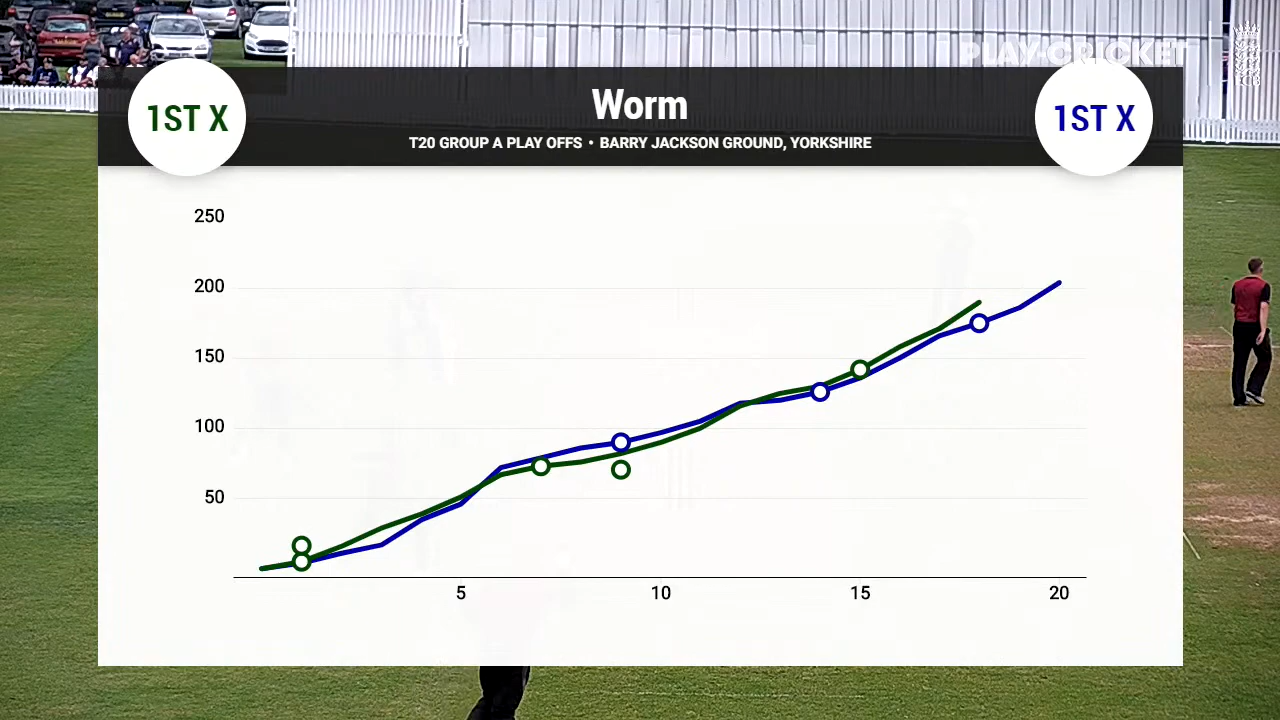 PLAY-CRICKET
1ST X
Worm
1ST X
T20 GROUP A PLAY OFFS • BARRY JACKSON GROUND, YORKSHIRE
250
200
150
100
50
5 10 15 20